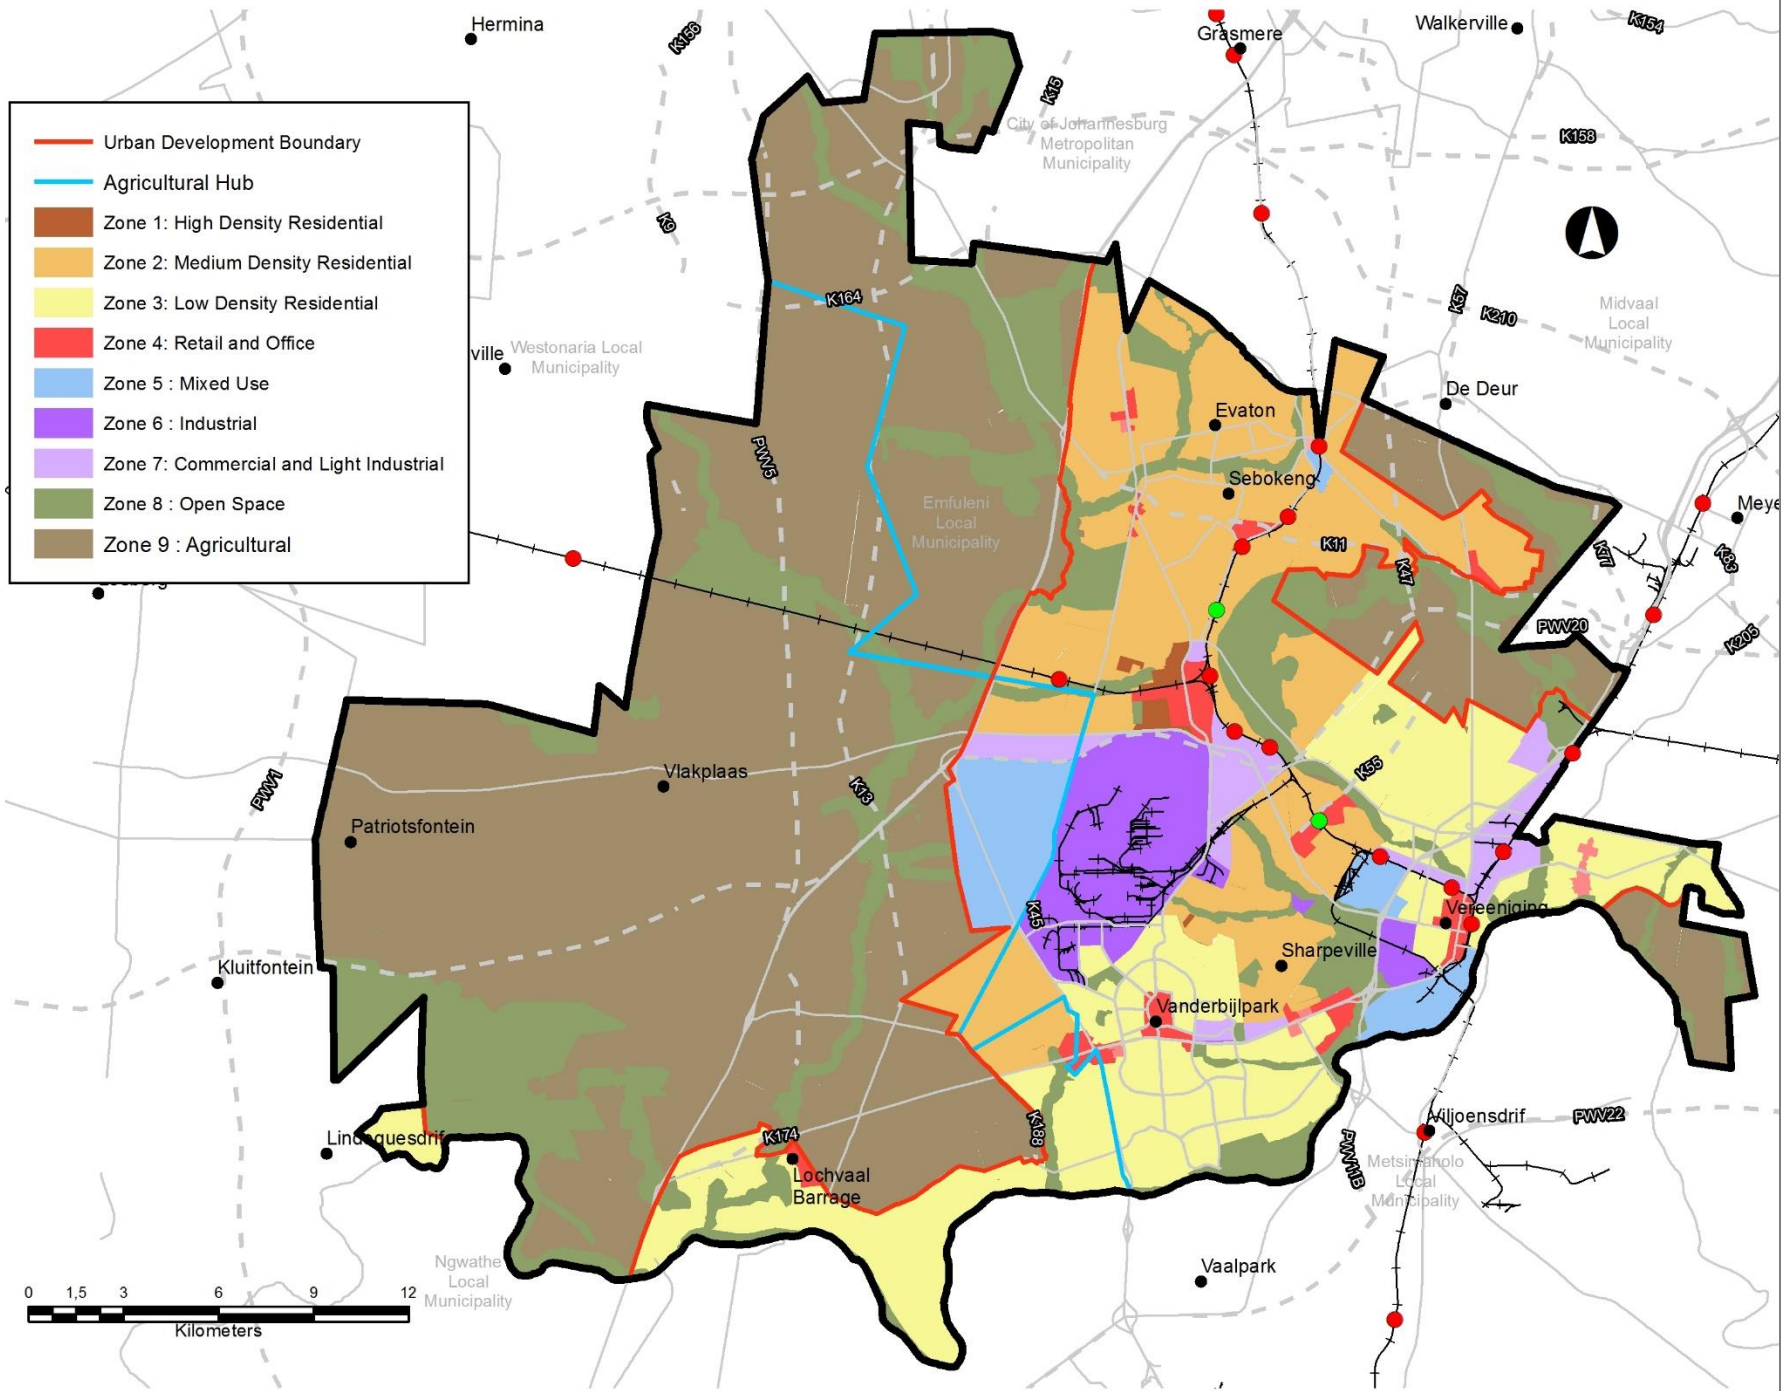 Hermina
K156
Grasmere
Walkerville
K154
K15
City of Johannesburg
Metropolitan
Municipality
K158
Urban Development Boundary
Agricultural Hub
Zone 1: High Density Residential
Zone 2: Medium Density Residential
Zone 3: Low Density Residential
Zone 4: Retail and Office
Zone 5 : Mixed Use
Zone 6 : Industrial
Zone 7: Commercial and Light Industrial
Zone 8 : Open Space
Zone 9 : Agricultural
K9
K164
K57
K210
Midvaal
Local
Municipality
ville
Westonaria Local
Municipality
De Deur
Evaton
PWV5
Sebokeng
Emfuleni
Local
Municipality
Meye
K11
K47
K77
K83
PWV20
K205
Vlakplaas
K13
K55
PWV1
Patriotsfontein
K45
Vereeniging
Sharpeville
Kluitfontein
Vanderbijlpark
K174
K188
Viljoensdrif
PWV22
Lindequesdrif
PWV11B
Metsimaholo
Local
Municipality
Lochvaal
Barrage
Ngwathe
Local
Municipality
Vaalpark
0 1,5 3 6 9 12
Kilometers